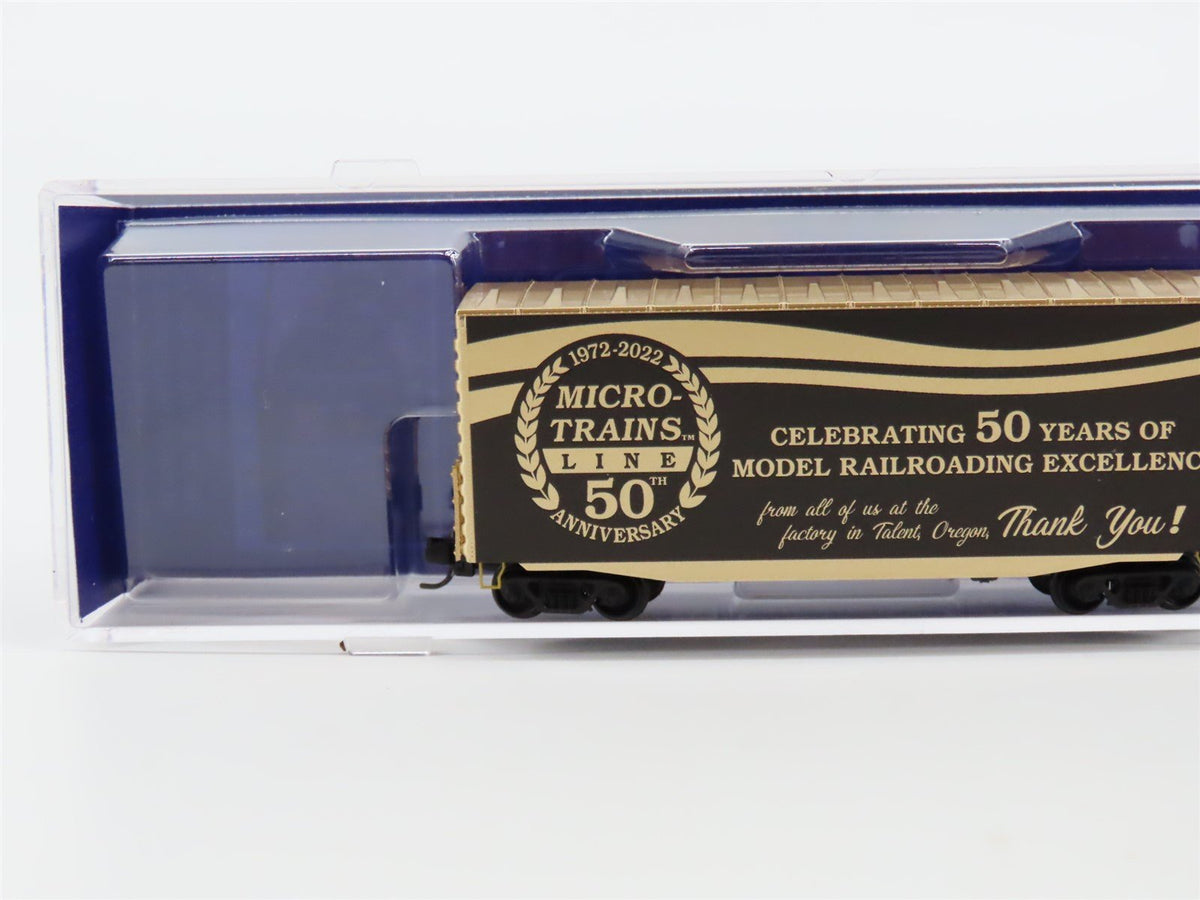 1972-2022
MICRO-
TRAINS™
LINE
50TH
ANNIVERSARY
CELEBRATING 50 YEARS OF
MODEL RAILROADING EXCELLENC
from all of us at the
factory in Talent, Oregon, Thank You!